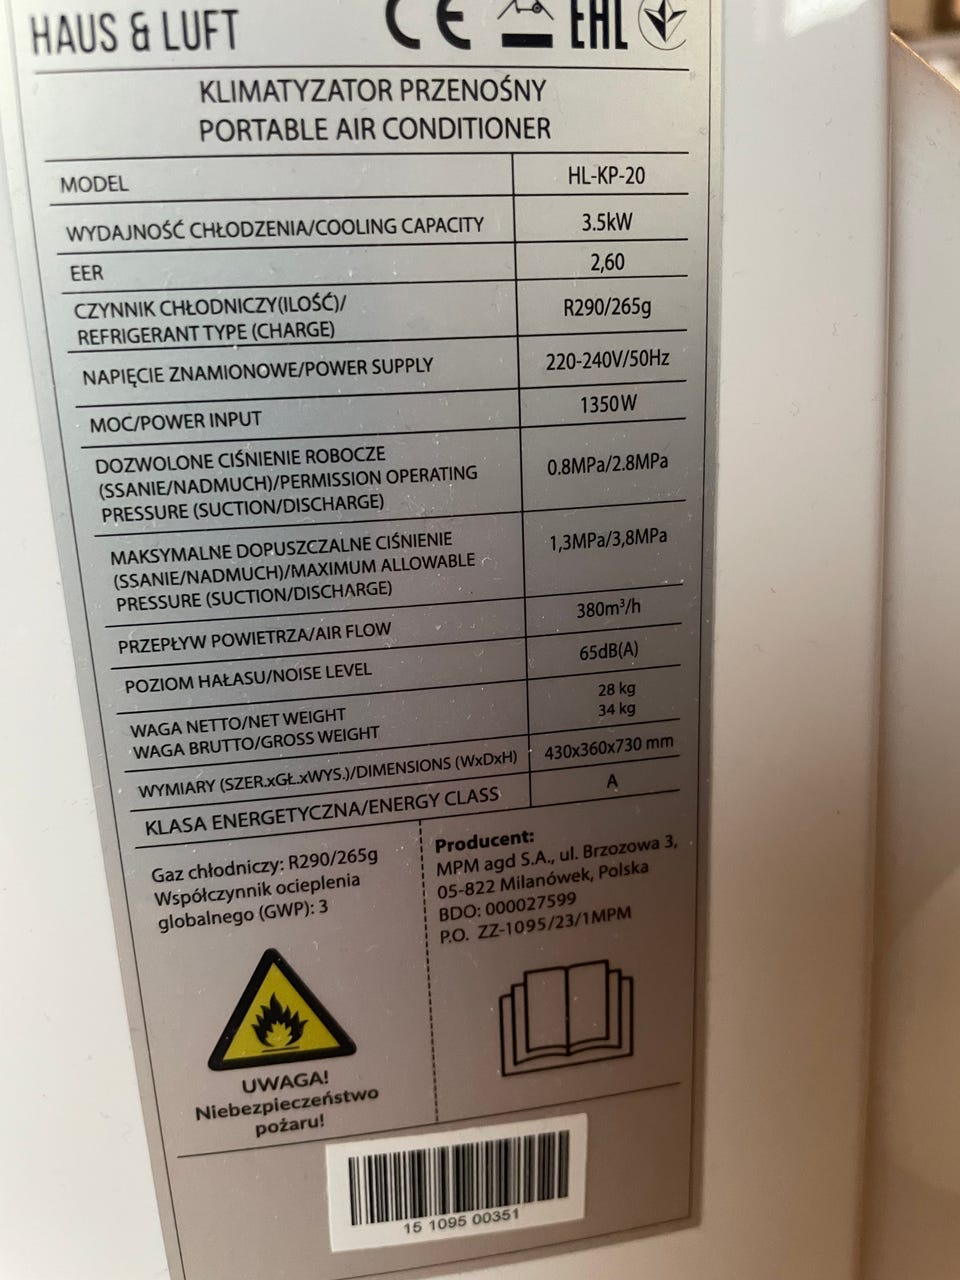 HAUS & LUFT CE EAC
KLIMATYZATOR PRZENOŚNY
PORTABLE AIR CONDITIONER
MODEL HL-KP-20
WYDAJNOŚĆ CHŁODZENIA/COOLING CAPACITY 3.5kW
EER 2,60
CZYNNIK CHŁODNICZY(ILOŚĆ)/
REFRIGERANT TYPE (CHARGE) R290/265g
NAPIĘCIE ZNAMIONOWE/POWER SUPPLY 220-240V/50Hz
MOC/POWER INPUT 1350W
DOZWOLONE CIŚNIENIE ROBOCZE
(SSANIE/NADMUCH)/PERMISSION OPERATING
PRESSURE (SUCTION/DISCHARGE) 0.8MPa/2.8MPa
MAKSYMALNE DOPUSZCZALNE CIŚNIENIE
(SSANIE/NADMUCH)/MAXIMUM ALLOWABLE
PRESSURE (SUCTION/DISCHARGE) 1,3MPa/3,8MPa
PRZEPŁYW POWIETRZA/AIR FLOW 380m³/h
POZIOM HAŁASU/NOISE LEVEL 65dB(A)
WAGA NETTO/NET WEIGHT 28 kg
WAGA BRUTTO/GROSS WEIGHT 34 kg
WYMIARY (SZER.xGŁ.xWYS.)/DIMENSIONS (WxDxH) 430x360x730 mm
KLASA ENERGETYCZNA/ENERGY CLASS A
Gaz chłodniczy: R290/265g
Współczynnik ocieplenia
globalnego (GWP): 3
Producent:
MPM agd S.A., ul. Brzozowa 3,
05-822 Milanówek, Polska
BDO: 000027599
P.O. ZZ-1095/23/1MPM
UWAGA!
Niebezpieczeństwo
pożaru!
15 1095 00351